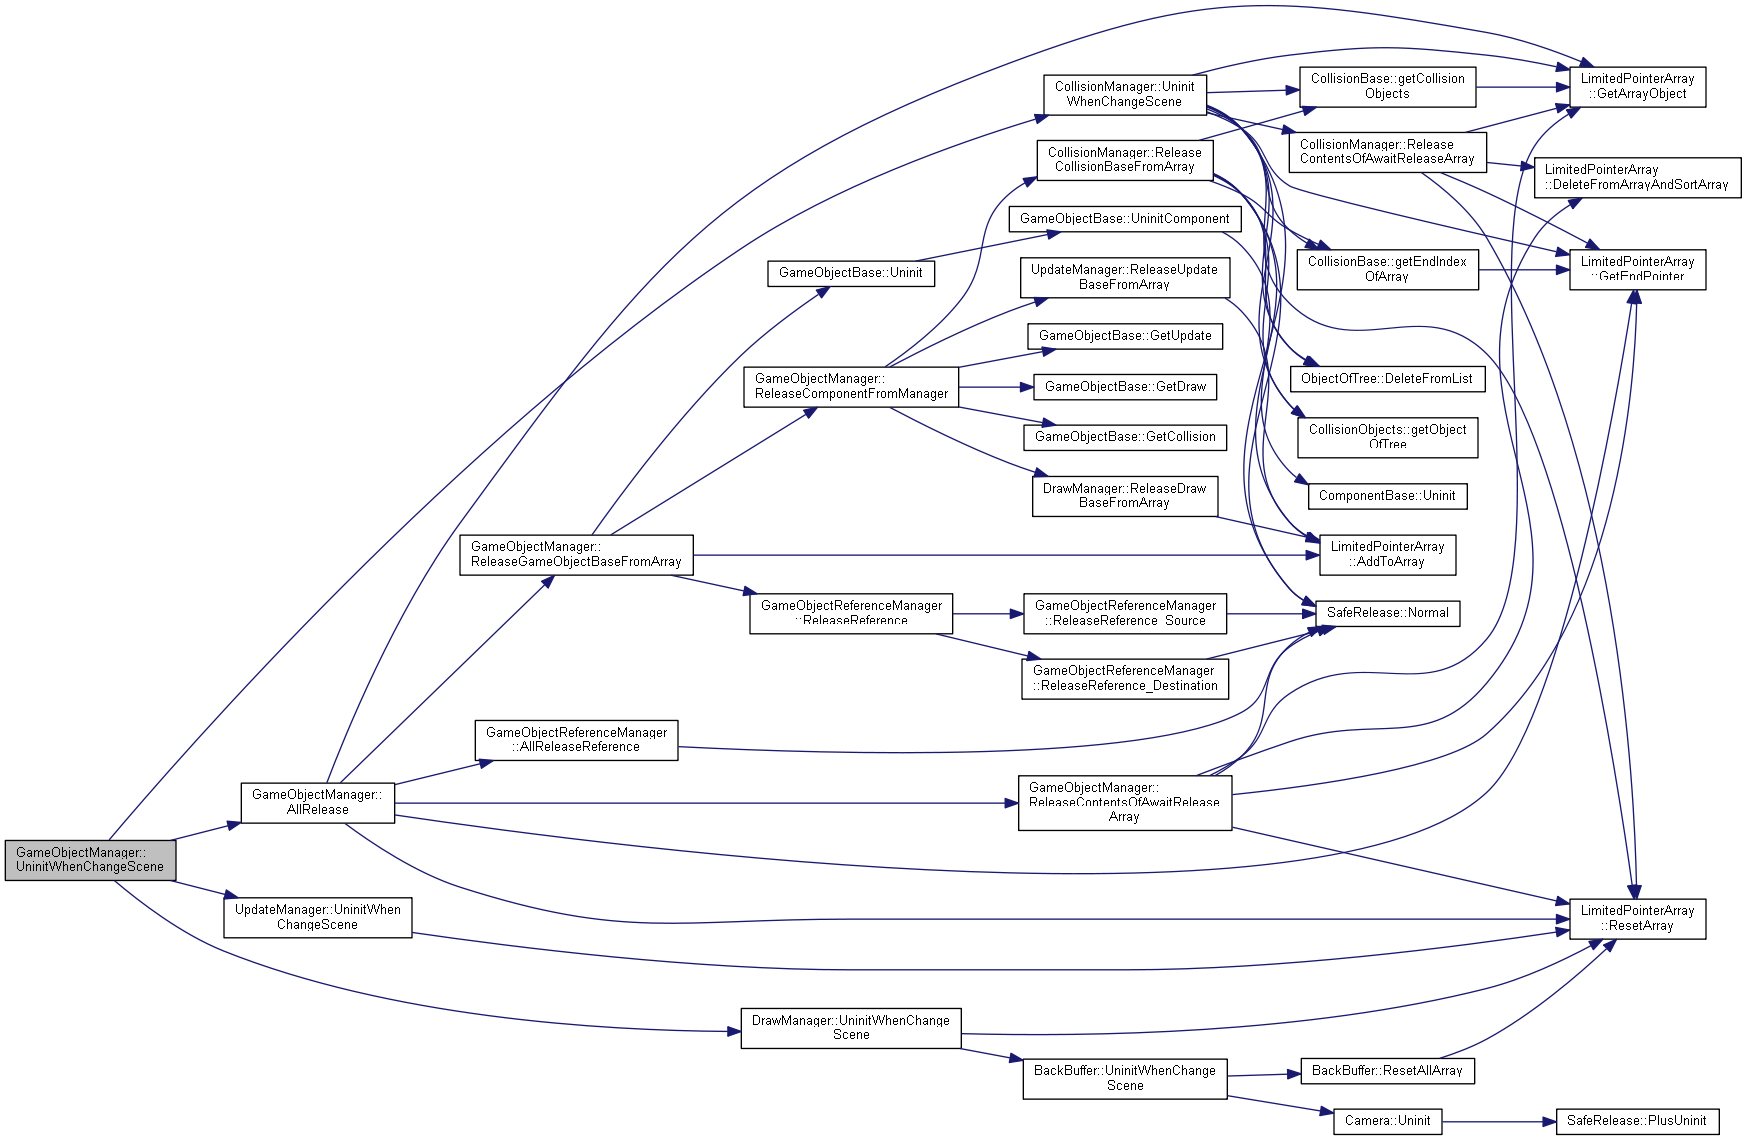 GameObjectManager::
UninitWhenChangeScene
GameObjectManager::
AllRelease
UpdateManager::UninitWhen
ChangeScene
GameObjectManager::
ReleaseGameObjectBaseFromArray
GameObjectReferenceManager
::AllReleaseReference
GameObjectBase::Uninit
GameObjectManager::
ReleaseComponentFromManager
GameObjectReferenceManager
::ReleaseReference
DrawManager::UninitWhenChange
Scene
CollisionManager::Uninit
WhenChangeScene
CollisionManager::Release
CollisionBaseFromArray
GameObjectBase::UninitComponent
UpdateManager::ReleaseUpdate
BaseFromArray
GameObjectBase::GetUpdate
GameObjectBase::GetDraw
GameObjectBase::GetCollision
DrawManager::ReleaseDraw
BaseFromArray
GameObjectReferenceManager
::ReleaseReference_Source
GameObjectReferenceManager
::ReleaseReference_Destination
GameObjectManager::
ReleaseContentsOfAwaitRelease
Array
BackBuffer::UninitWhenChange
Scene
CollisionBase::getCollision
Objects
CollisionManager::Release
ContentsOfAwaitReleaseArray
CollisionBase::getEndIndex
OfArray
ObjectOfTree::DeleteFromList
CollisionObjects::getObject
OfTree
ComponentBase::Uninit
LimitedPointerArray
::AddToArray
SafeRelease::Normal
BackBuffer::ResetAllArray
Camera::Uninit
LimitedPointerArray
::GetArrayObject
LimitedPointerArray
::DeleteFromArrayAndSortArray
LimitedPointerArray
::GetEndPointer
LimitedPointerArray
::ResetArray
SafeRelease::PlusUninit